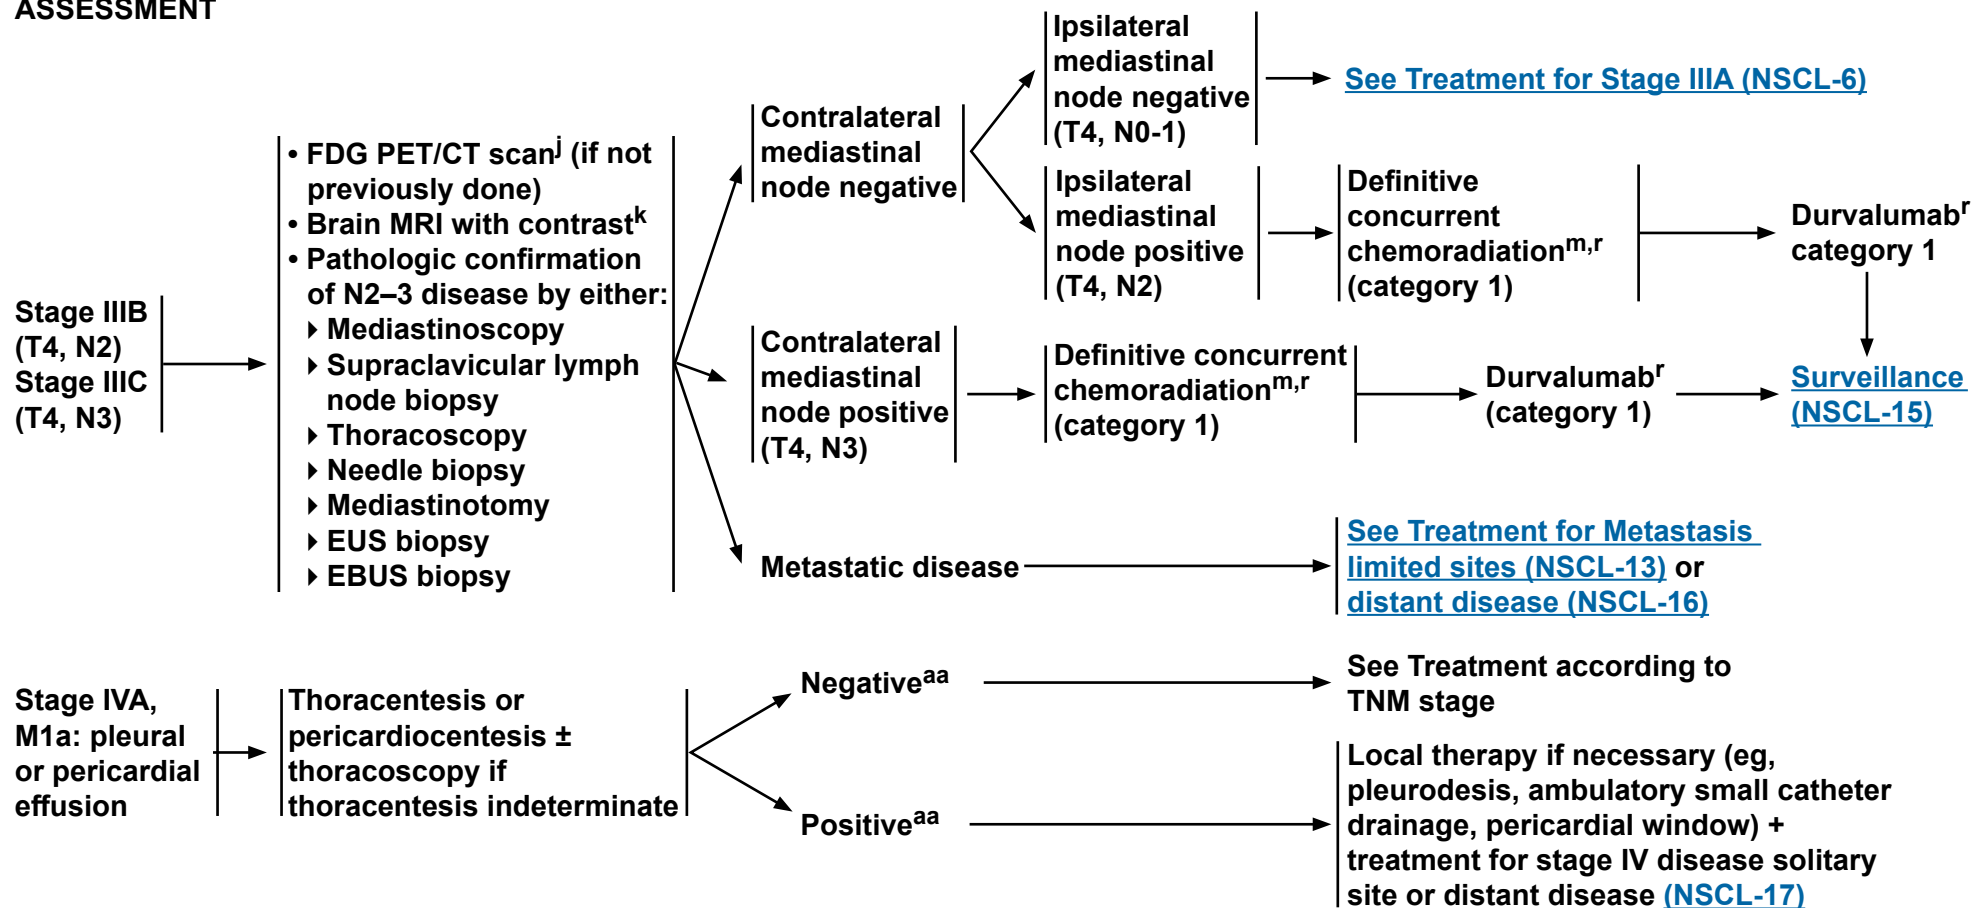 ASSESSMENT
Stage IIIB
(T4, N2)
Stage IIIC
(T4, N3)
• FDG PET/CT scanʲ (if not
previously done)
• Brain MRI with contrastᵏ
• Pathologic confirmation
of N2–3 disease by either:
▸ Mediastinoscopy
▸ Supraclavicular lymph
node biopsy
▸ Thoracoscopy
▸ Needle biopsy
▸ Mediastinotomy
▸ EUS biopsy
▸ EBUS biopsy
Contralateral
mediastinal
node negative
Ipsilateral
mediastinal
node negative
(T4, N0-1)
See Treatment for Stage IIIA (NSCL-6)
Ipsilateral
mediastinal
node positive
(T4, N2)
Definitive
concurrent
chemoradiationᵐ,ʳ
(category 1)
Durvalumabʳ
category 1
Contralateral
mediastinal
node positive
(T4, N3)
Definitive concurrent
chemoradiationᵐ,ʳ
(category 1)
Durvalumabʳ
(category 1)
Surveillance
(NSCL-15)
Metastatic disease
See Treatment for Metastasis
limited sites (NSCL-13) or
distant disease (NSCL-16)
Stage IVA,
M1a: pleural
or pericardial
effusion
Thoracentesis or
pericardiocentesis ±
thoracoscopy if
thoracentesis indeterminate
Negativeᵃᵃ
See Treatment according to
TNM stage
Positiveᵃᵃ
Local therapy if necessary (eg,
pleurodesis, ambulatory small catheter
drainage, pericardial window) +
treatment for stage IV disease solitary
site or distant disease (NSCL-17)